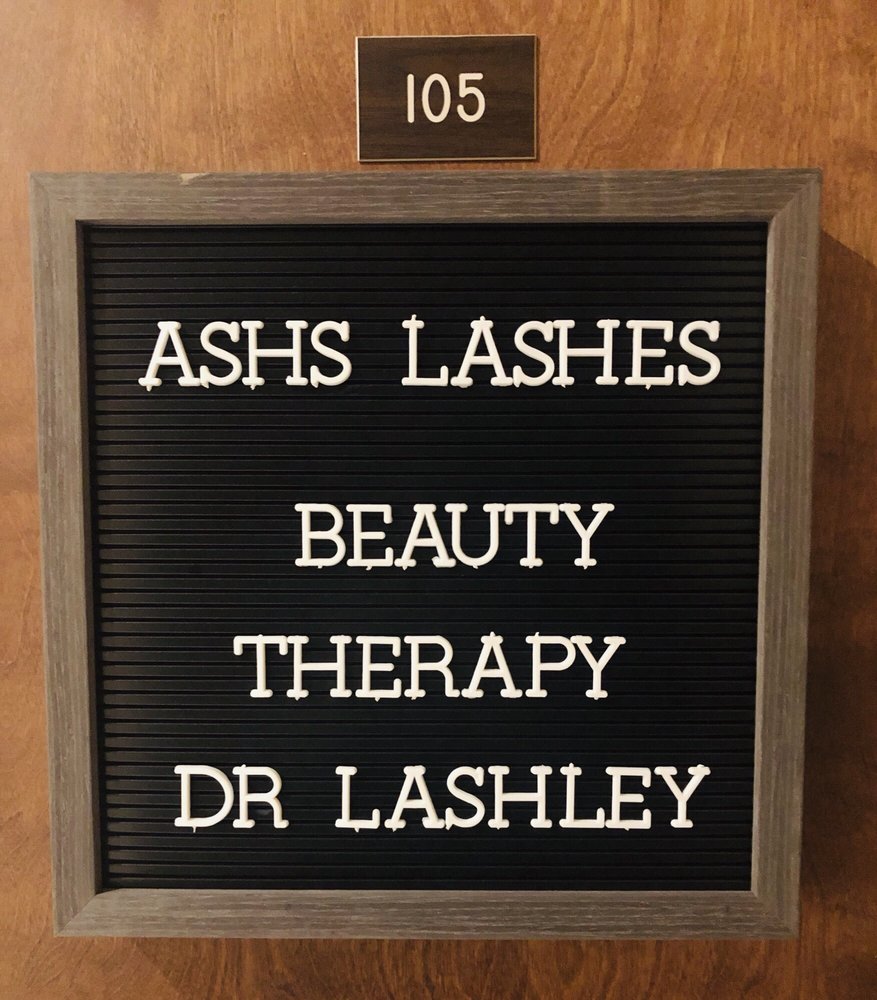 105
ASHS LASHES
BEAUTY
THERAPY
DR LASHLEY